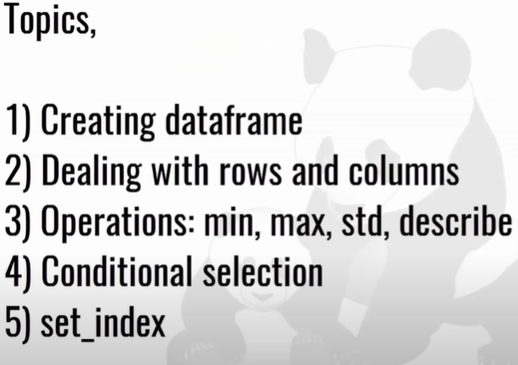 Topics,
1) Creating dataframe
2) Dealing with rows and columns
3) Operations: min, max, std, describe
4) Conditional selection
5) set_index